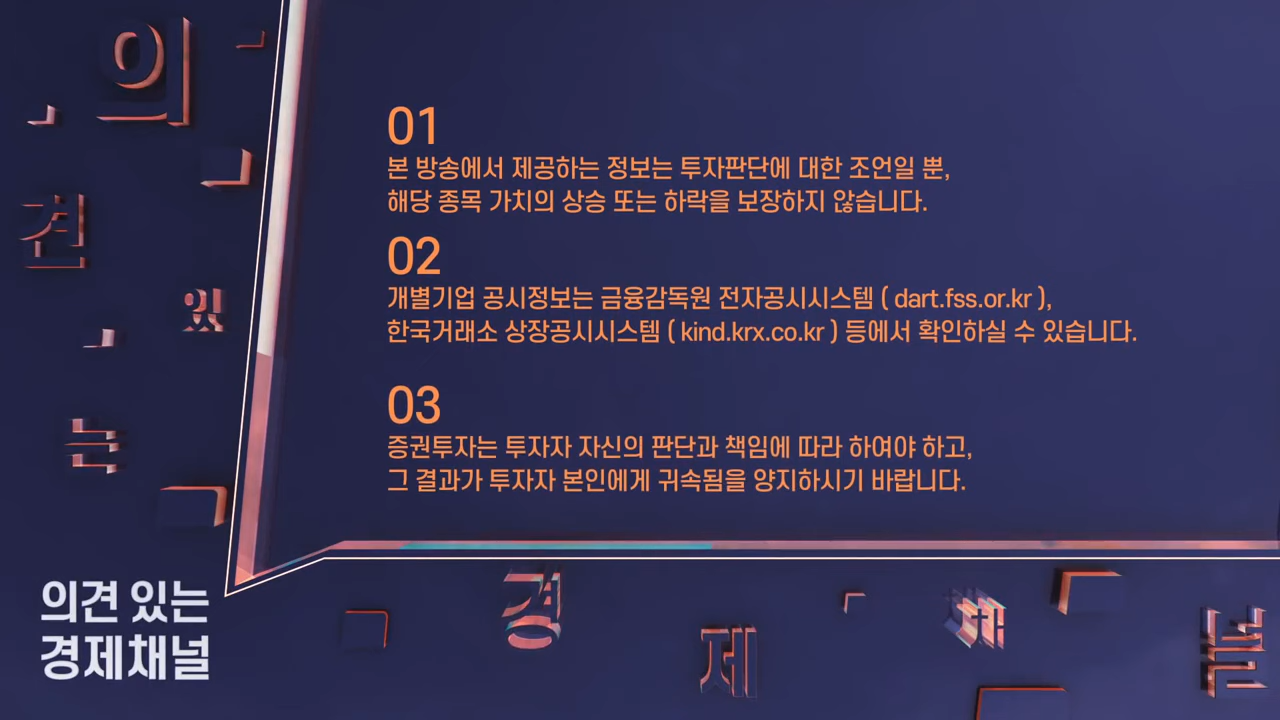 01
본 방송에서 제공하는 정보는 투자판단에 대한 조언일 뿐,
해당 종목 가치의 상승 또는 하락을 보장하지 않습니다.
02
개별기업 공시정보는 금융감독원 전자공시시스템 ( dart.fss.or.kr ),
한국거래소 상장공시시스템 ( kind.krx.co.kr ) 등에서 확인하실 수 있습니다.
03
증권투자는 투자자 자신의 판단과 책임에 따라 하여야 하고,
그 결과가 투자자 본인에게 귀속됨을 양지하시기 바랍니다.
의
견
있
는
경
제
채
널
의견 있는
경제채널